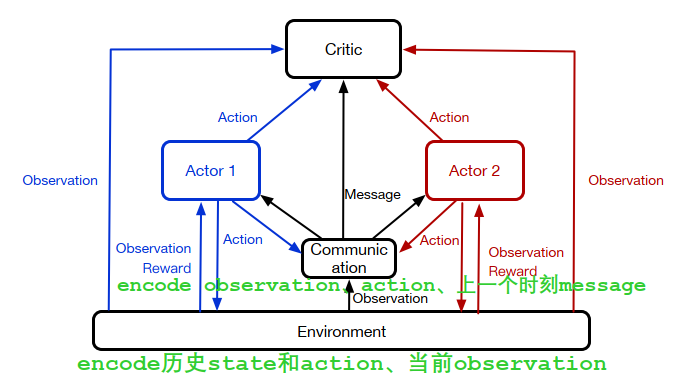 Critic
Action
Action
Actor 1
Actor 2
Observation
Message
Observation
Action
Action
Observation
Reward
Communic
ation
Observation
Reward
encode observation、action、上一个时刻message
Observation
Environment
encode历史state和action、当前observation